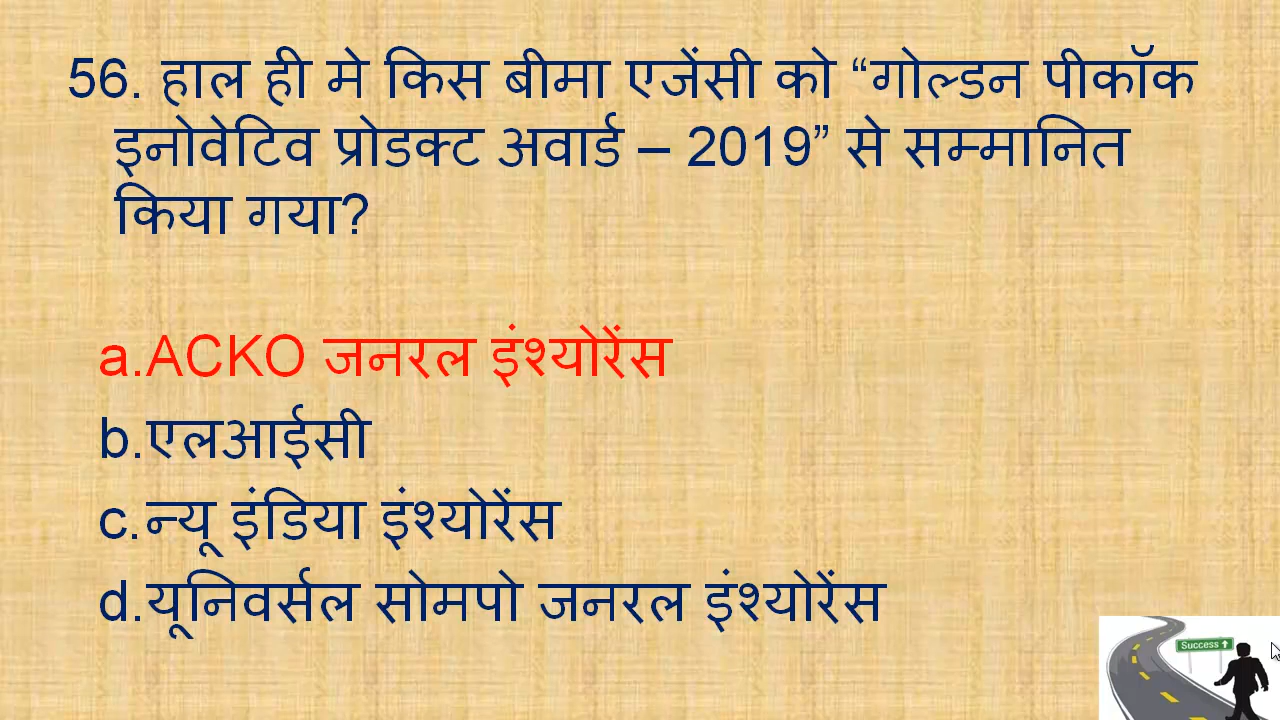 56. हाल ही मे किस बीमा एजेंसी को “गोल्डन पीकॉक
इनोवेटिव प्रोडक्ट अवार्ड – 2019” से सम्मानित
किया गया?
a.ACKO जनरल इंश्योरेंस
b.एलआईसी
c.न्यू इंडिया इंश्योरेंस
d.यूनिवर्सल सोमपो जनरल इंश्योरेंस
Success